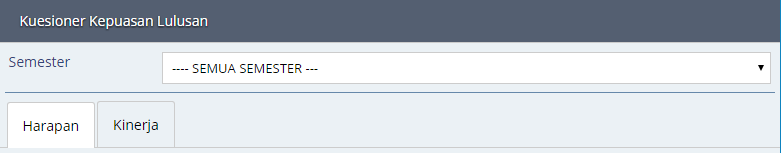 Kuesioner Kepuasan Lulusan
Semester
---- SEMUA SEMESTER ---
Harapan
Kinerja